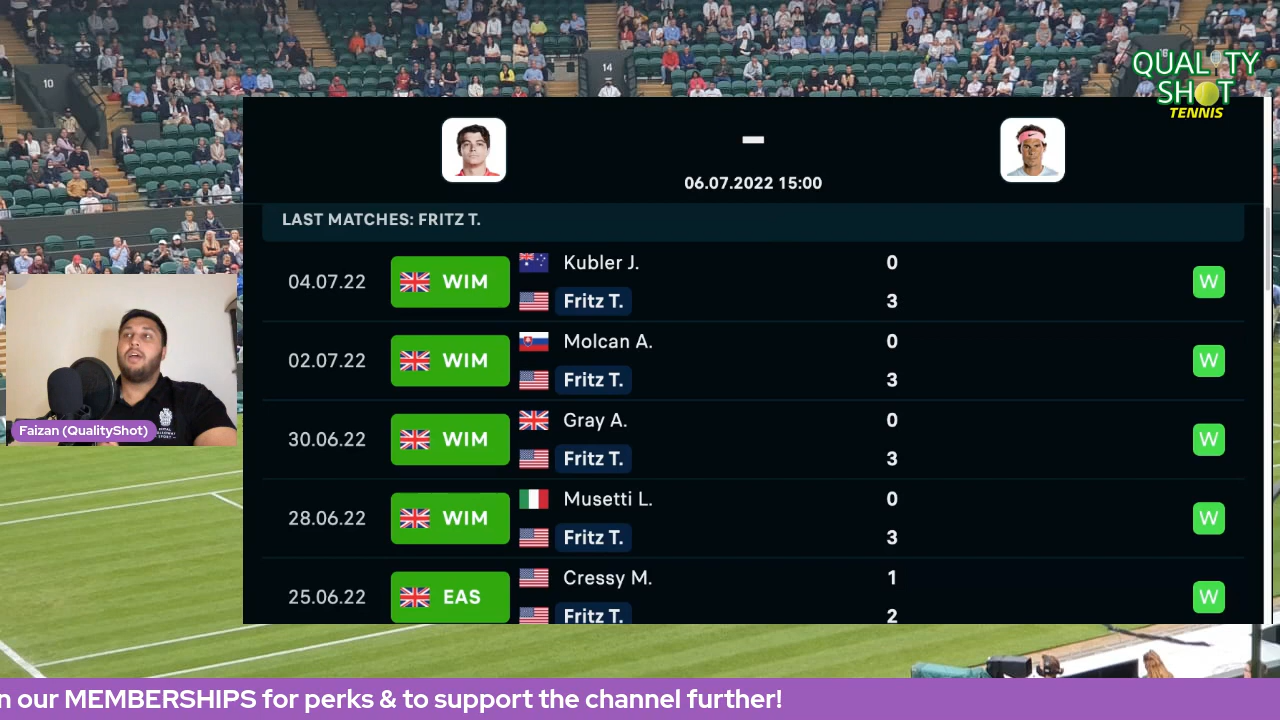 10
14
16
QUALITY
SHOT
TENNIS
06.07.2022 15:00
LAST MATCHES: FRITZ T.
04.07.22 WIM Kubler J. 0 W
Fritz T. 3
02.07.22 WIM Molcan A. 0 W
Fritz T. 3
30.06.22 WIM Gray A. 0 W
Fritz T. 3
28.06.22 WIM Musetti L. 0 W
Fritz T. 3
25.06.22 EAS Cressy M. 1 W
Fritz T. 2
Faizan (QualityShot)
n our MEMBERSHIPS for perks & to support the channel further!